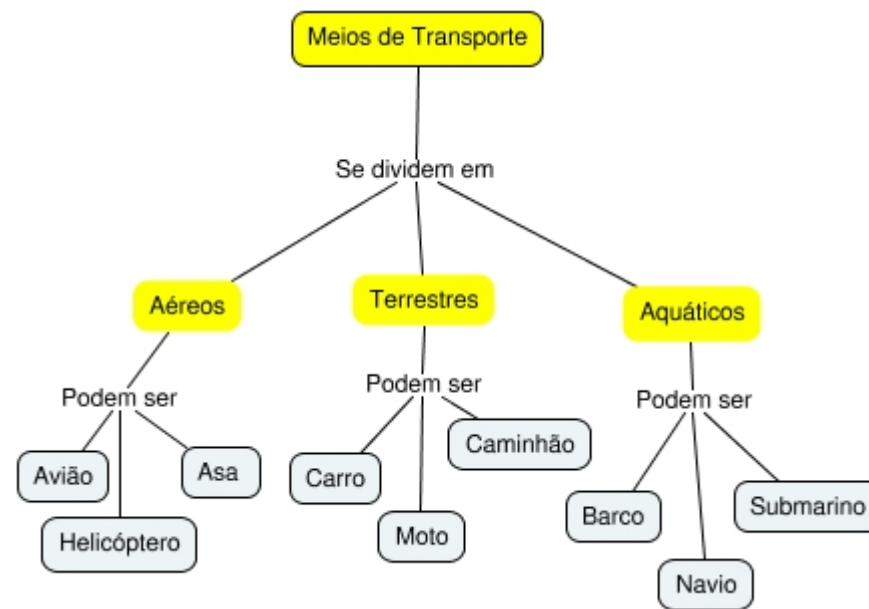 Meios de Transporte
Se dividem em
Aéreos
Terrestres
Aquáticos
Podem ser
Podem ser
Podem ser
Avião
Helicóptero
Asa
Carro
Moto
Caminhão
Barco
Navio
Submarino